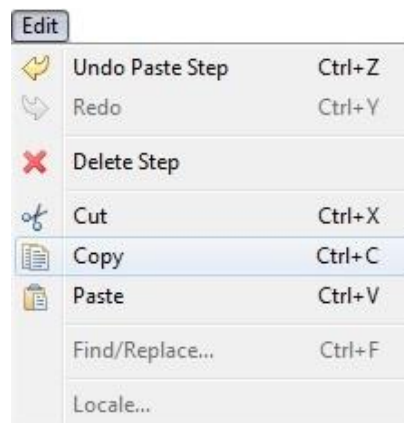 Edit
Undo Paste Step Ctrl+Z
Redo Ctrl+Y
Delete Step
Cut Ctrl+X
Copy Ctrl+C
Paste Ctrl+V
Find/Replace... Ctrl+F
Locale...